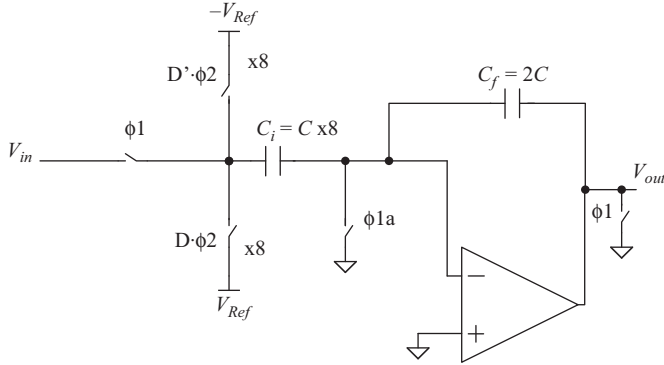 −V_Ref
D'·ϕ2 x8
C_f = 2C
ϕ1 C_i = C x8
V_in
V_out
ϕ1a ϕ1
D·ϕ2 x8
V_Ref
−
+